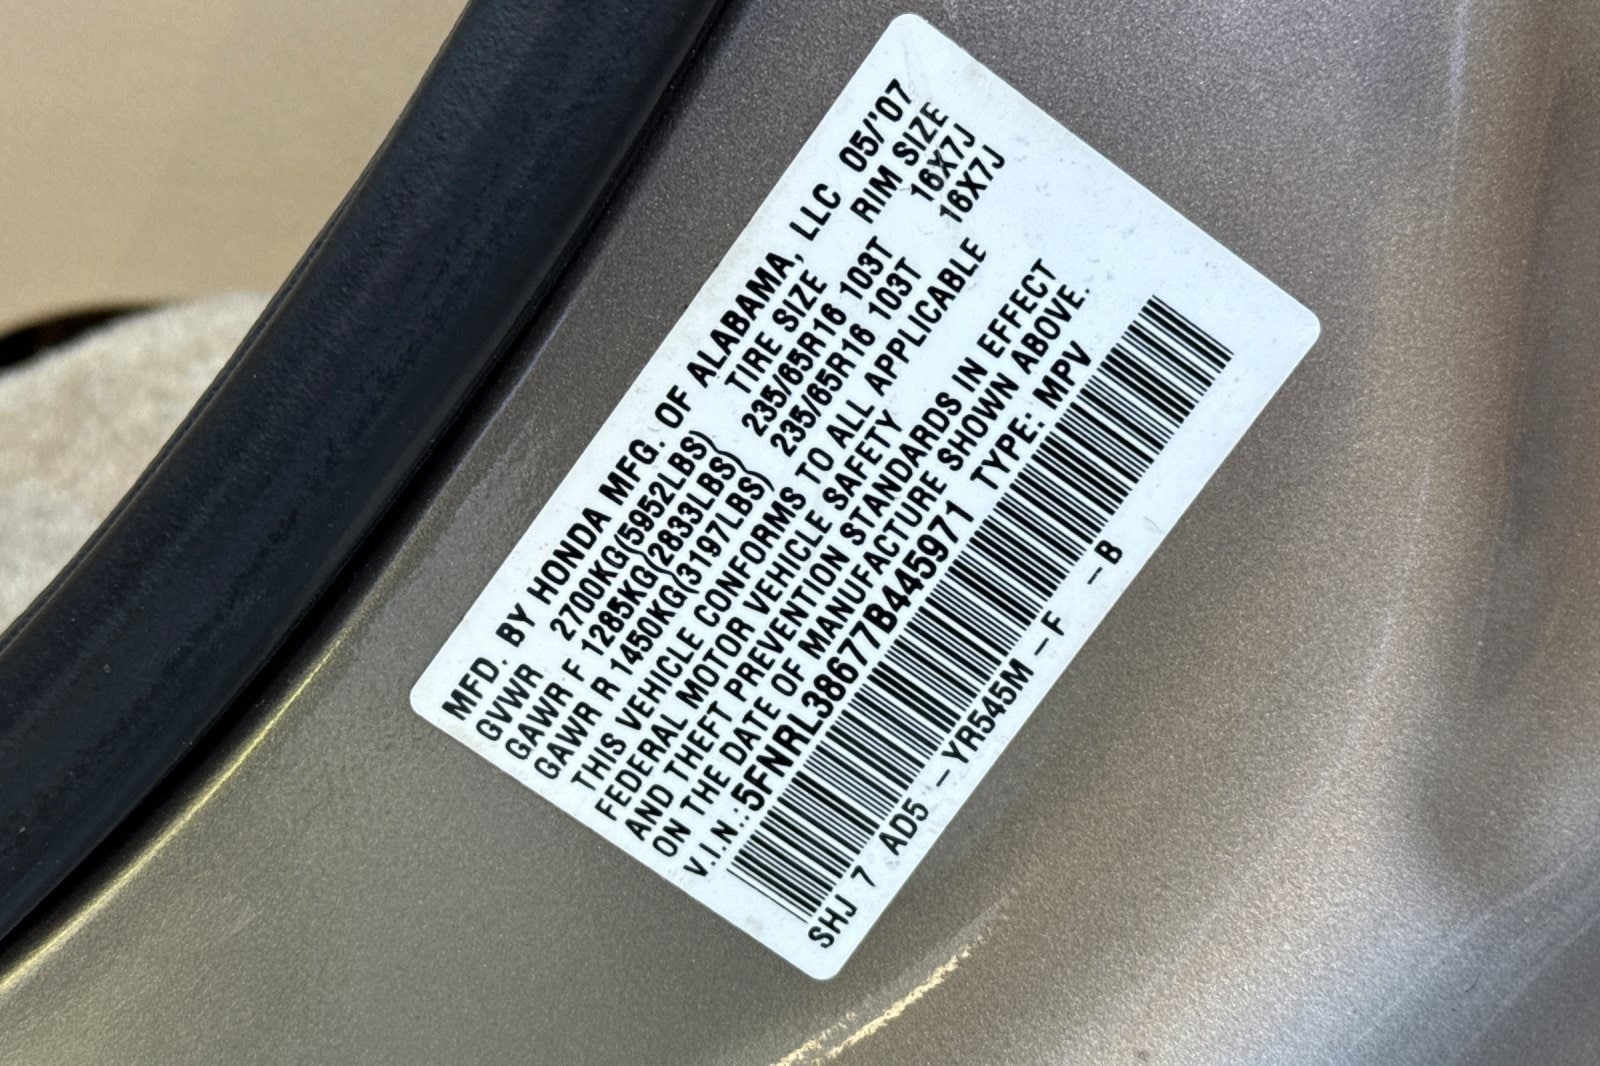 MFD. BY HONDA MFG. OF ALABAMA, LLC 05/'07
GVWR 2700KG(5952LBS) TIRE SIZE RIM SIZE
GAWR F 1285KG(2833LBS) 235/65R16 103T 16X7J
GAWR R 1450KG(3197LBS) 235/65R16 103T 16X7J
THIS VEHICLE CONFORMS TO ALL APPLICABLE
FEDERAL MOTOR VEHICLE SAFETY
AND THEFT PREVENTION STANDARDS IN EFFECT
ON THE DATE OF MANUFACTURE SHOWN ABOVE.
V.I.N.:5FNRL38677B445971 TYPE: MPV
SHJ 7 AD5 -YR545M -F -B